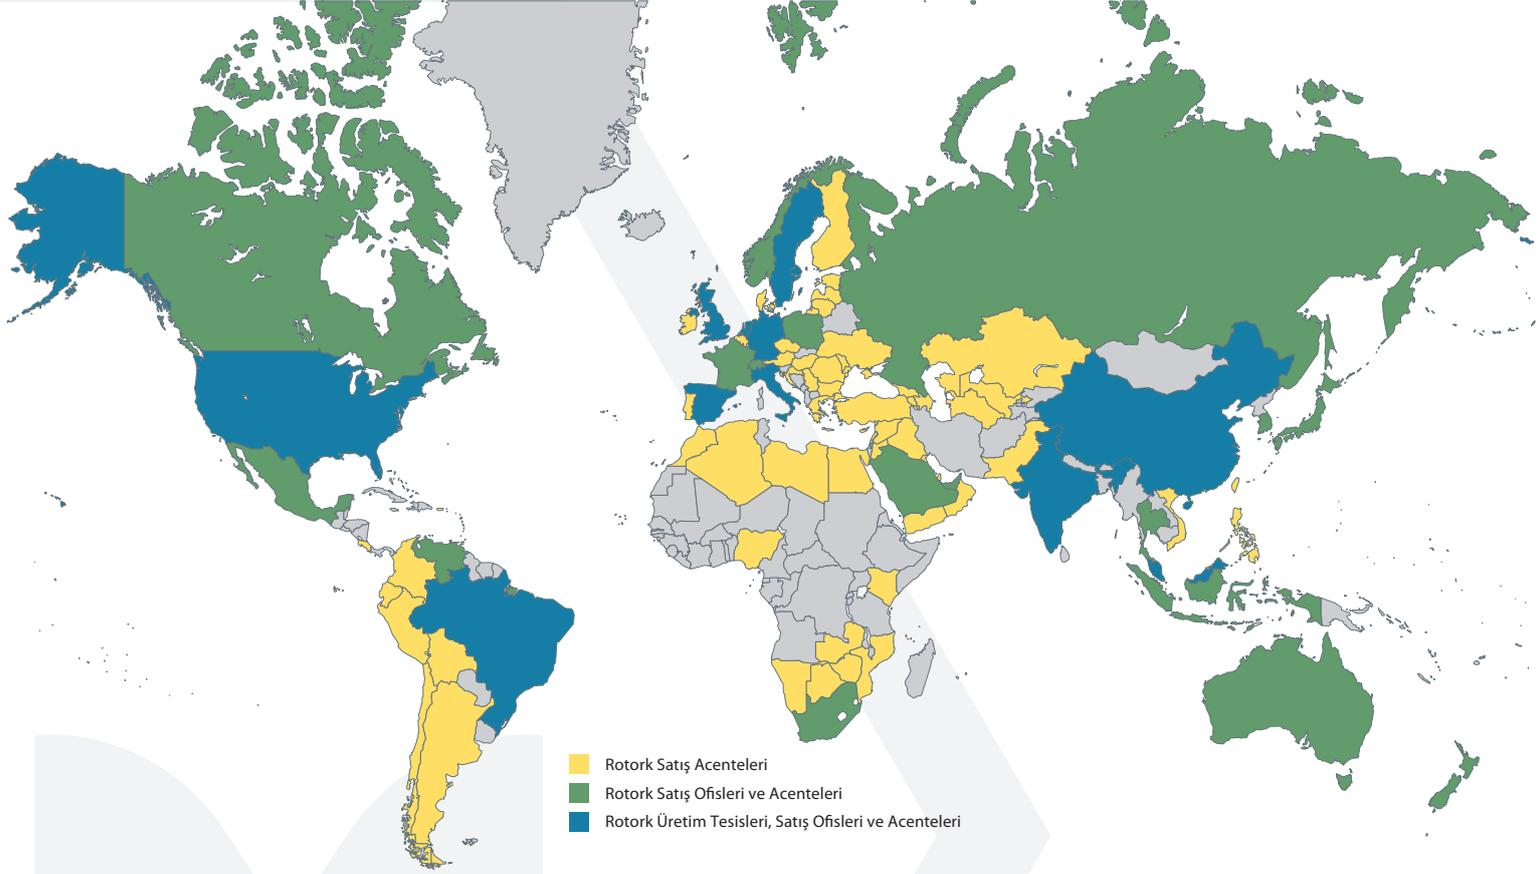 Rotork Satış Acenteleri
Rotork Satış Ofisleri ve Acenteleri
Rotork Üretim Tesisleri, Satış Ofisleri ve Acenteleri